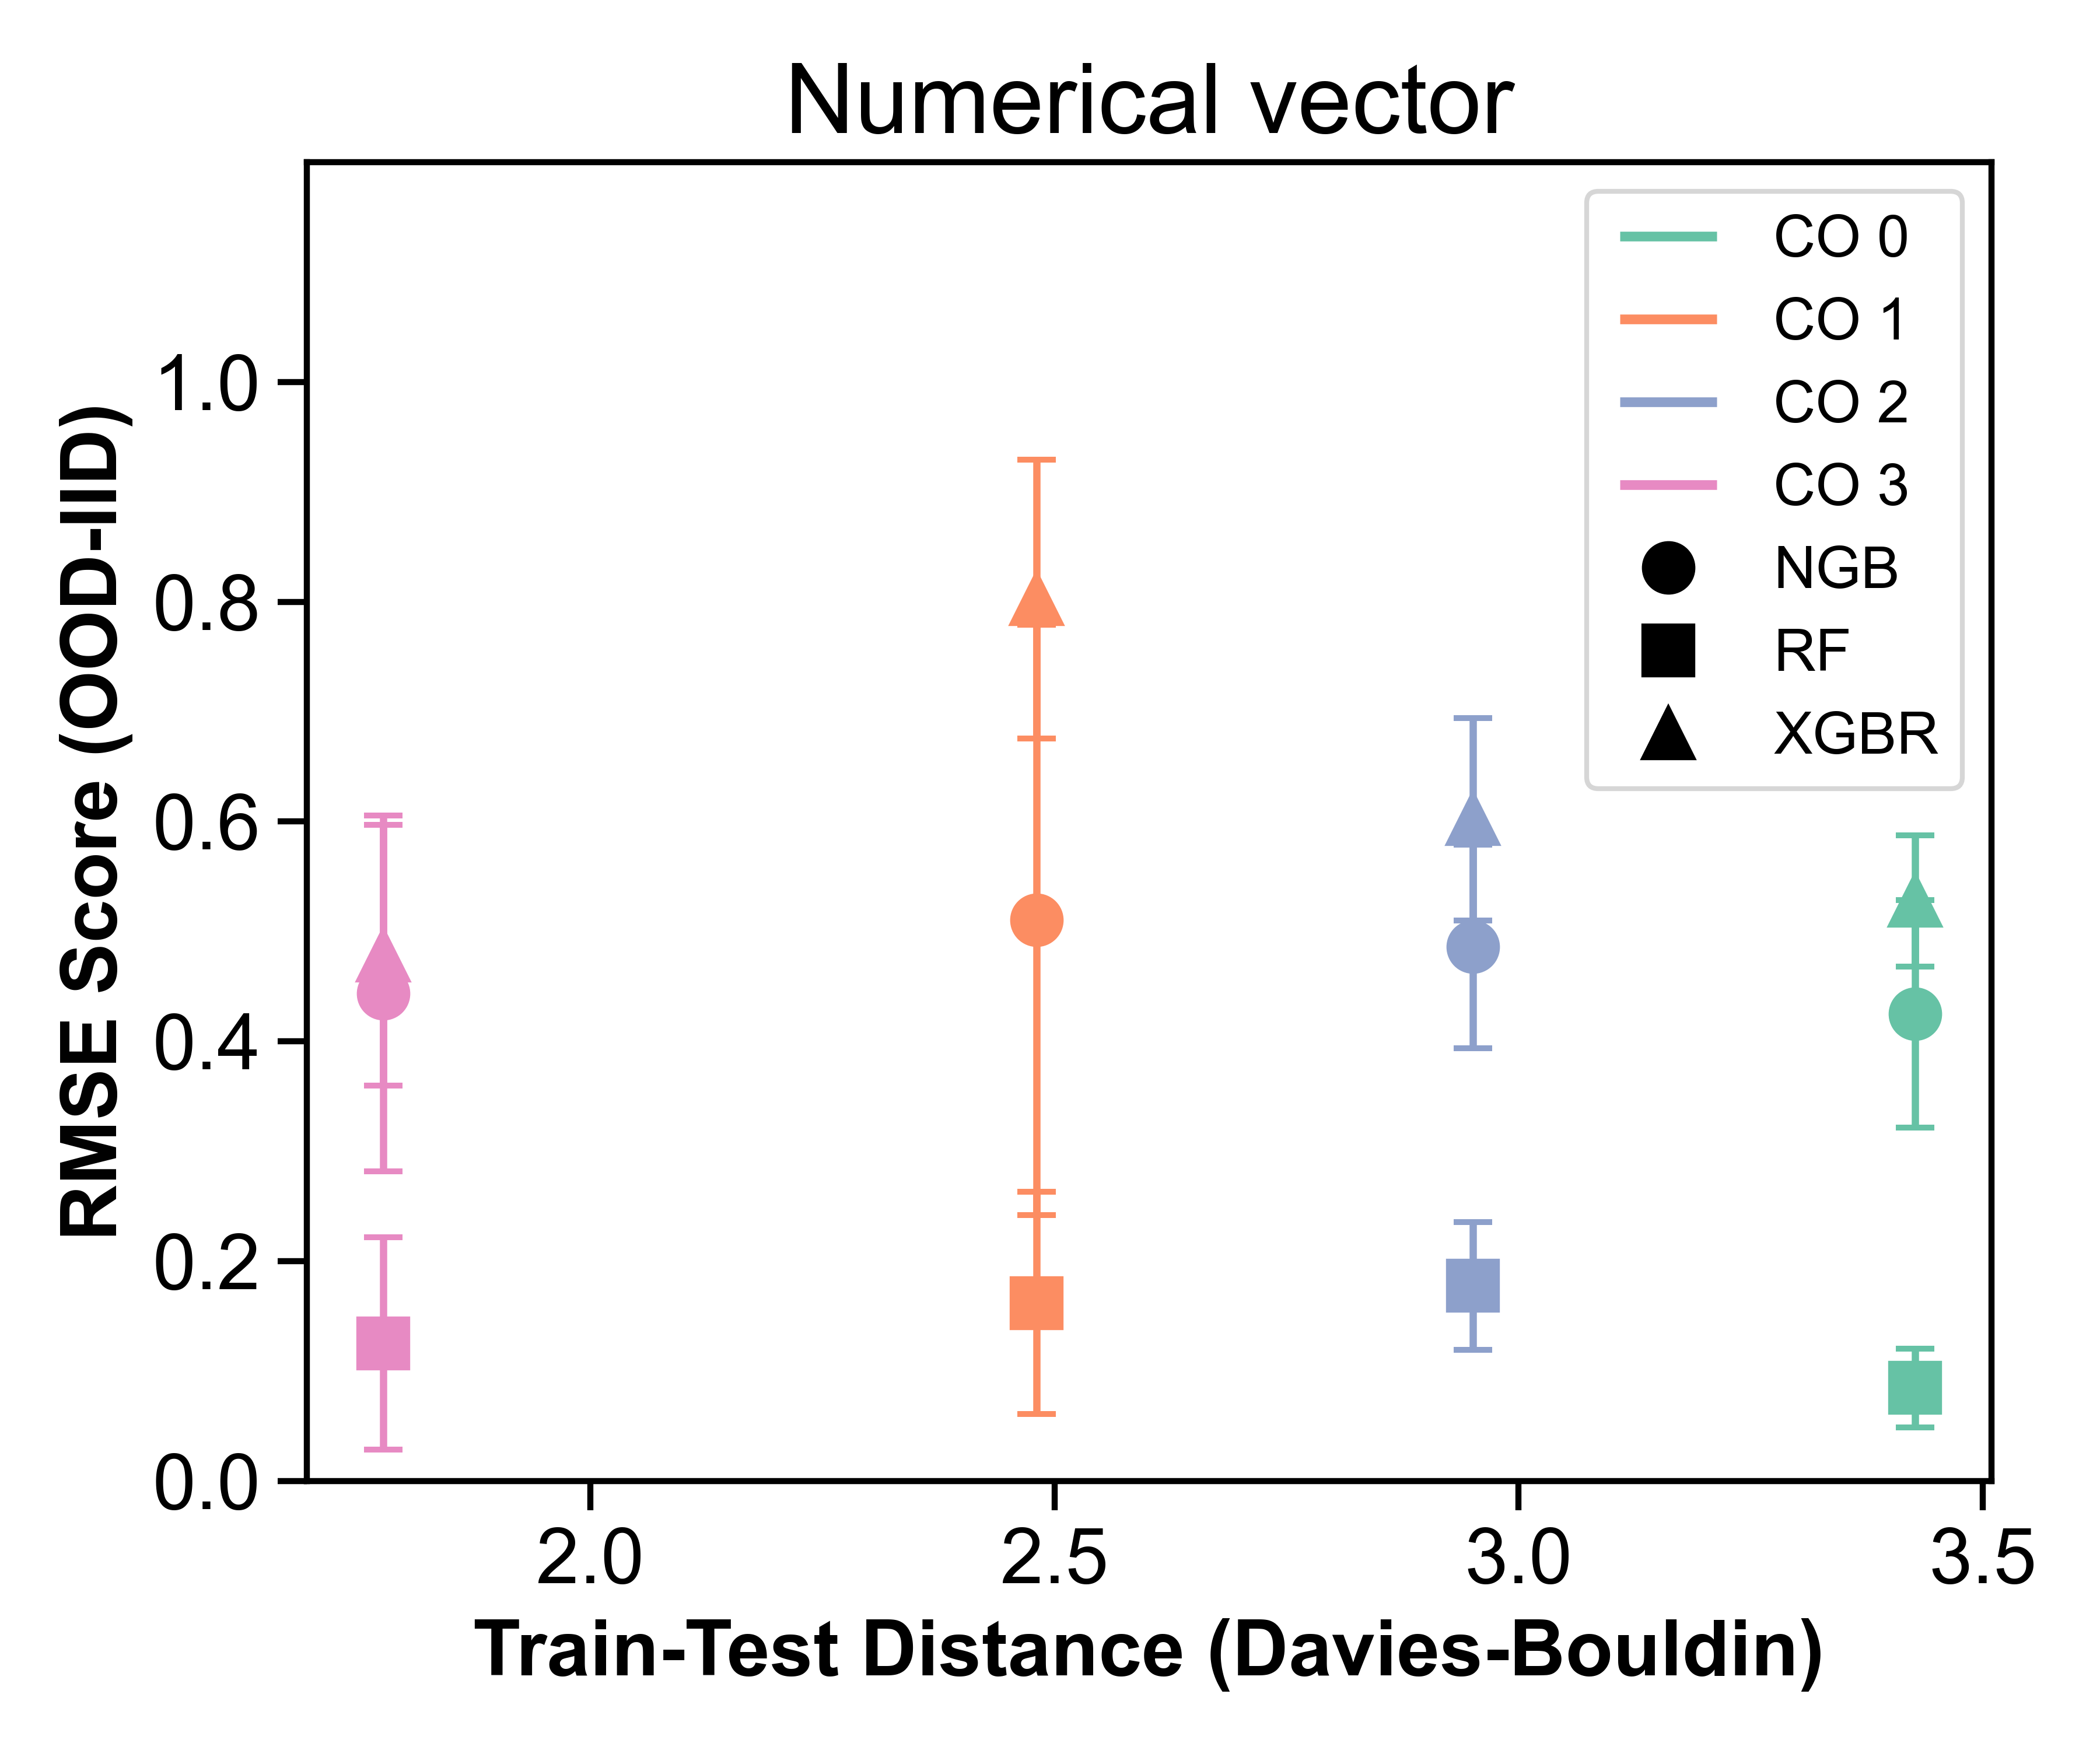 Numerical vector
CO 0
CO 1
CO 2
CO 3
NGB
RF
XGBR
RMSE Score (OOD-IID)
1.0
0.8
0.6
0.4
0.2
0.0
2.0
2.5
3.0
3.5
Train-Test Distance (Davies-Bouldin)